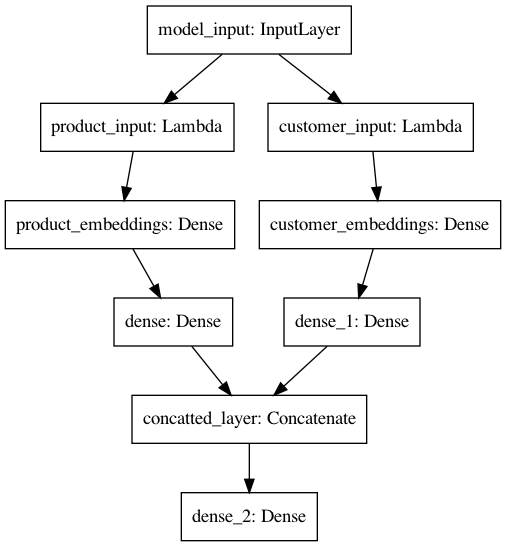 model_input: InputLayer
product_input: Lambda
customer_input: Lambda
product_embeddings: Dense
customer_embeddings: Dense
dense: Dense
dense_1: Dense
concatted_layer: Concatenate
dense_2: Dense